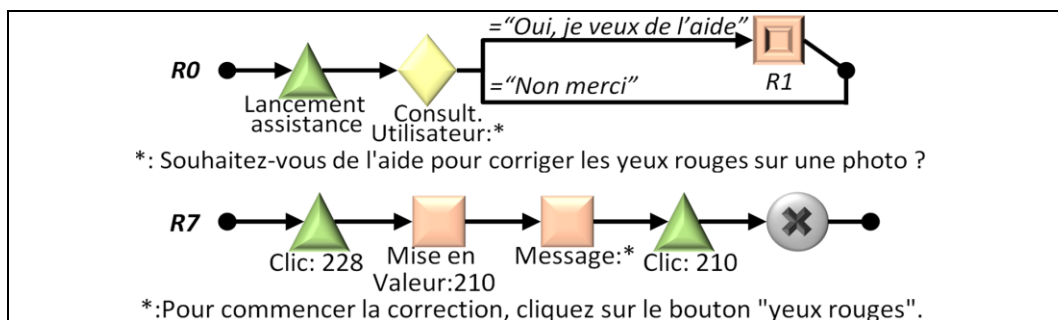 ="Oui, je veux de l'aide"
R0
="Non merci"
R1
Lancement
assistance
Consult.
Utilisateur:*
*: Souhaitez-vous de l'aide pour corriger les yeux rouges sur une photo ?
R7
Clic: 228
Mise en
Valeur:210
Message:*
Clic: 210
*:Pour commencer la correction, cliquez sur le bouton "yeux rouges".